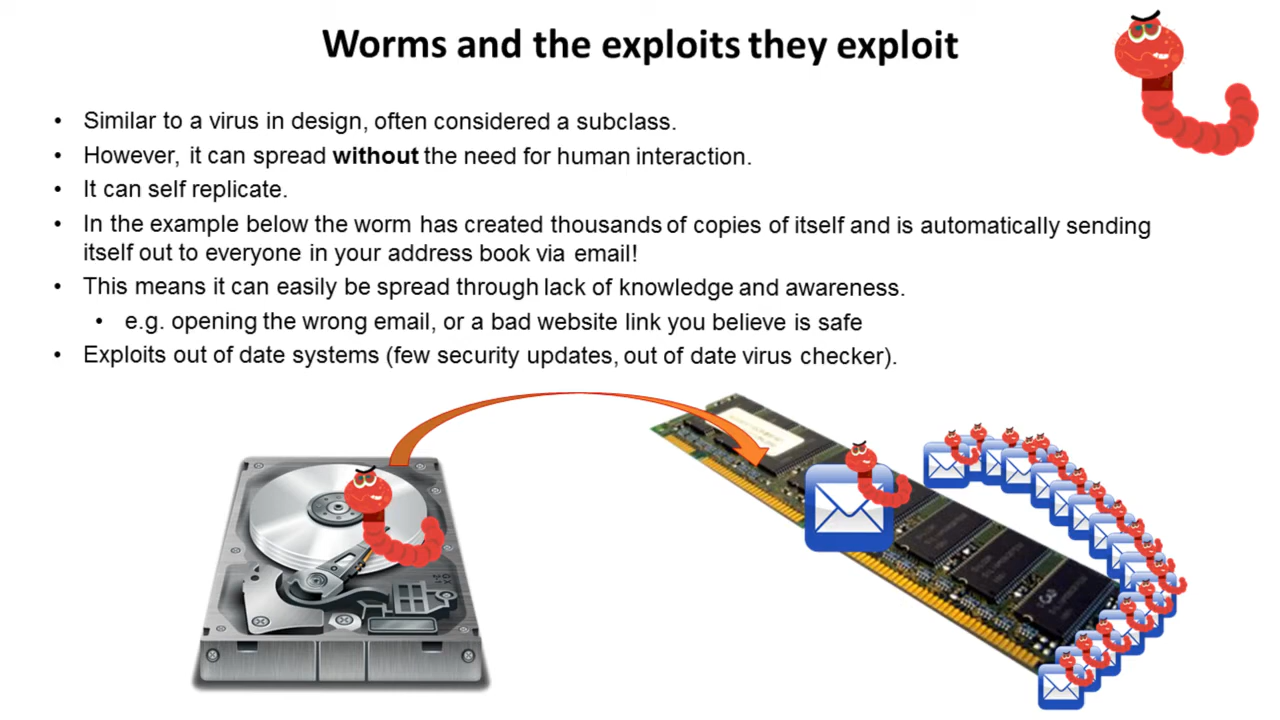 Worms and the exploits they exploit
• Similar to a virus in design, often considered a subclass.
• However, it can spread without the need for human interaction.
• It can self replicate.
• In the example below the worm has created thousands of copies of itself and is automatically sending
itself out to everyone in your address book via email!
• This means it can easily be spread through lack of knowledge and awareness.
• e.g. opening the wrong email, or a bad website link you believe is safe
• Exploits out of date systems (few security updates, out of date virus checker).